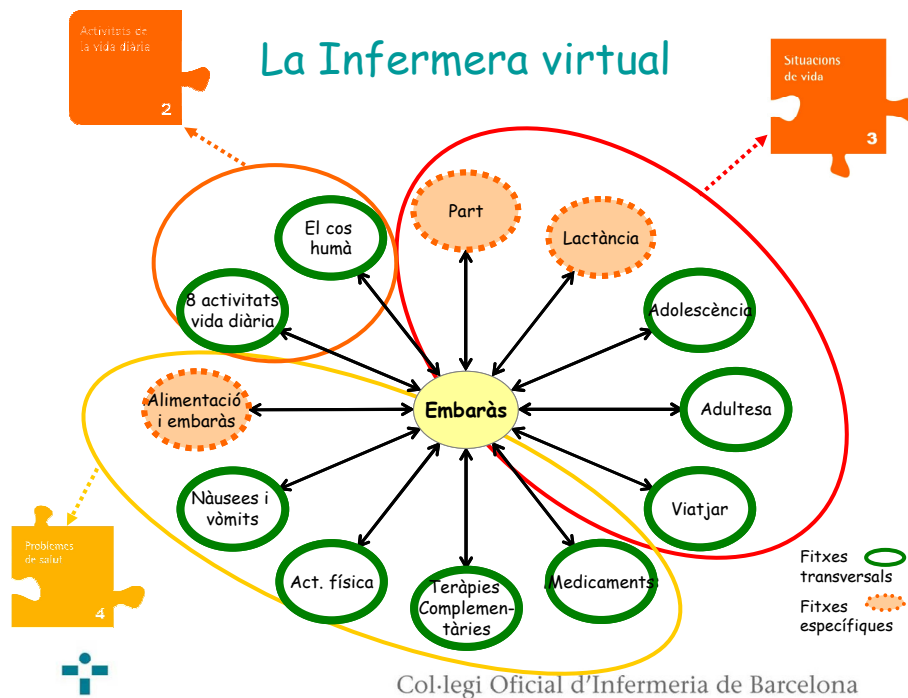 Activitats de
la vida diària
2
La Infermera virtual
Situacions
de vida
3
El cos
humà
Part
Lactància
8 activitats
vida diària
Adolescència
Alimentació
i embaràs
Embaràs
Adultesa
Nàusees i
vòmits
Viatjar
Problemes
de salut
4
Act. física
Teràpies
Complemen-
tàries
Medicaments
Fitxes
transversals
Fitxes
específiques
Col·legi Oficial d'Infermeria de Barcelona